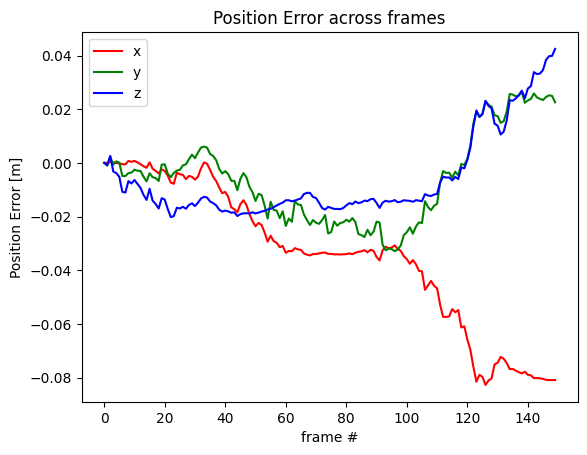 Position Error across frames
x
y
z
0.04
0.02
0.00
−0.02
−0.04
−0.06
−0.08
Position Error [m]
0 20 40 60 80 100 120 140
frame #